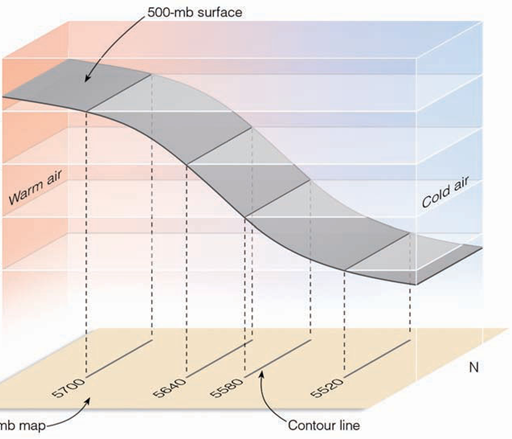 500-mb surface
Warm air
Cold air
5700
5640
5580
5520
N
mb map
Contour line